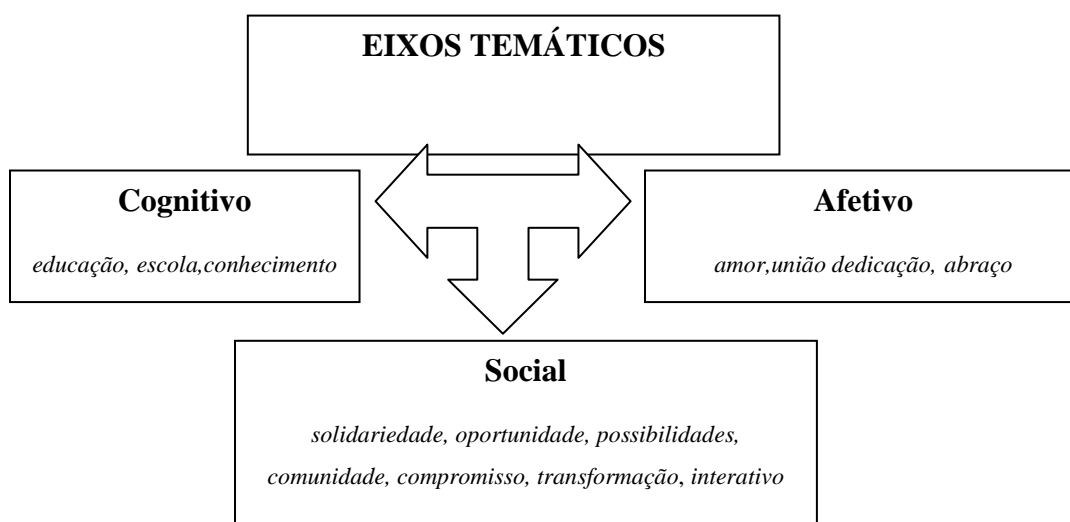 EIXOS TEMÁTICOS
Cognitivo
educação, escola,conhecimento
Afetivo
amor,união dedicação, abraço
Social
solidariedade, oportunidade, possibilidades,
comunidade, compromisso, transformação, interativo